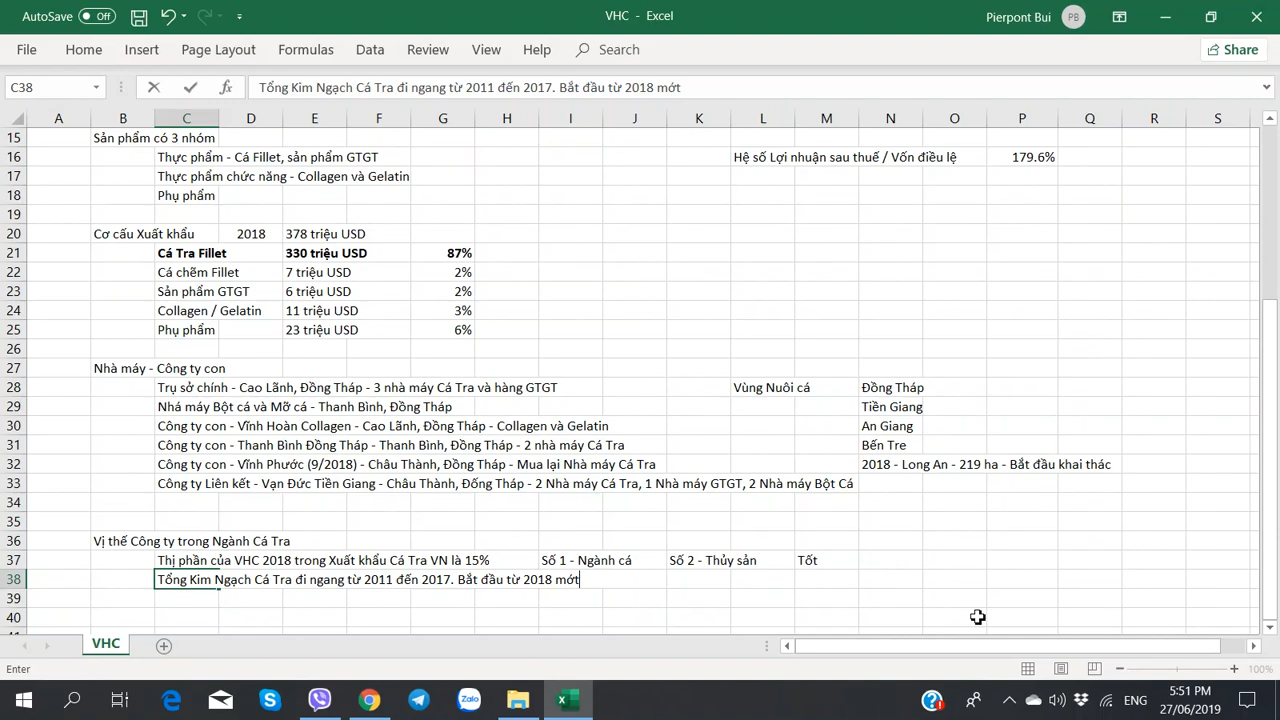 AutoSave Off VHC - Excel Pierpont Bui PB
File Home Insert Page Layout Formulas Data Review View Help Search Share
C38 fx Tổng Kim Ngạch Cá Tra đi ngang từ 2011 đến 2017. Bắt đầu từ 2018 mớt
A B C D E F G H I J K L M N O P Q R S
15 Sản phẩm có 3 nhóm
16 Thực phẩm - Cá Fillet, sản phẩm GTGT Hệ số Lợi nhuận sau thuế / Vốn điều lệ 179.6%
17 Thực phẩm chức năng - Collagen và Gelatin
18 Phụ phẩm
19
20 Cơ cấu Xuất khẩu 2018 378 triệu USD
21 Cá Tra Fillet 330 triệu USD 87%
22 Cá chẽm Fillet 7 triệu USD 2%
23 Sản phẩm GTGT 6 triệu USD 2%
24 Collagen / Gelatin 11 triệu USD 3%
25 Phụ phẩm 23 triệu USD 6%
26
27 Nhà máy - Công ty con
28 Trụ sở chính - Cao Lãnh, Đồng Tháp - 3 nhà máy Cá Tra và hàng GTGT Vùng Nuôi cá Đồng Tháp
29 Nhá máy Bột cá và Mỡ cá - Thanh Bình, Đồng Tháp Tiền Giang
30 Công ty con - Vĩnh Hoàn Collagen - Cao Lãnh, Đồng Tháp - Collagen và Gelatin An Giang
31 Công ty con - Thanh Bình Đồng Tháp - Thanh Bình, Đồng Tháp - 2 nhà máy Cá Tra Bến Tre
32 Công ty con - Vĩnh Phước (9/2018) - Châu Thành, Đồng Tháp - Mua lại Nhà máy Cá Tra 2018 - Long An - 219 ha - Bắt đầu khai thác
33 Công ty Liên kết - Vạn Đức Tiền Giang - Châu Thành, Đống Tháp - 2 Nhà máy Cá Tra, 1 Nhà máy GTGT, 2 Nhà máy Bột Cá
34
35
36 Vị thế Công ty trong Ngành Cá Tra
37 Thị phần của VHC 2018 trong Xuất khẩu Cá Tra VN là 15% Số 1 - Ngành cá Số 2 - Thủy sản Tốt
38 Tổng Kim Ngạch Cá Tra đi ngang từ 2011 đến 2017. Bắt đầu từ 2018 mớt
39
40
VHC
Enter 100%
Zalo ENG 5:51 PM
27/06/2019